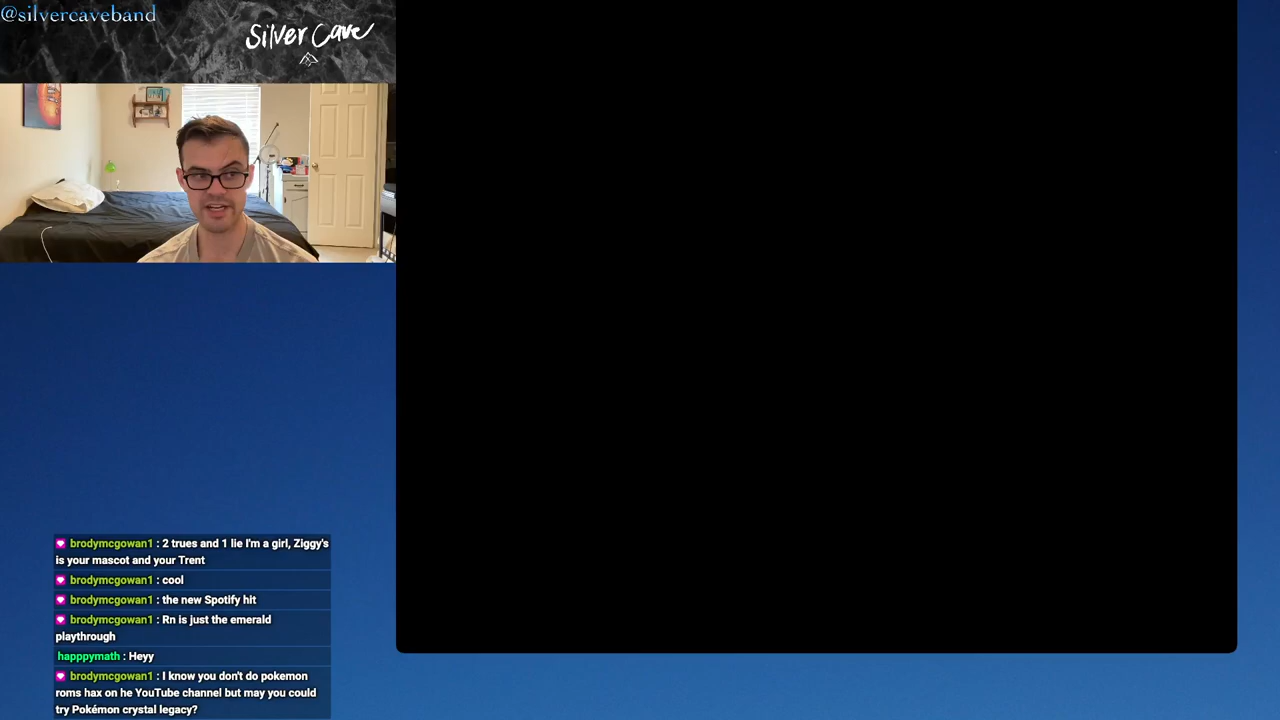 @silvercaveband
Silver Cave
brodymcgowan1 : 2 trues and 1 lie I'm a girl, Ziggy's
is your mascot and your Trent
brodymcgowan1 : cool
brodymcgowan1 : the new Spotify hit
brodymcgowan1 : Rn is just the emerald
playthrough
happpymath : Heyy
brodymcgowan1 : I know you don't do pokemon
roms hax on he YouTube channel but may you could
try Pokémon crystal legacy?